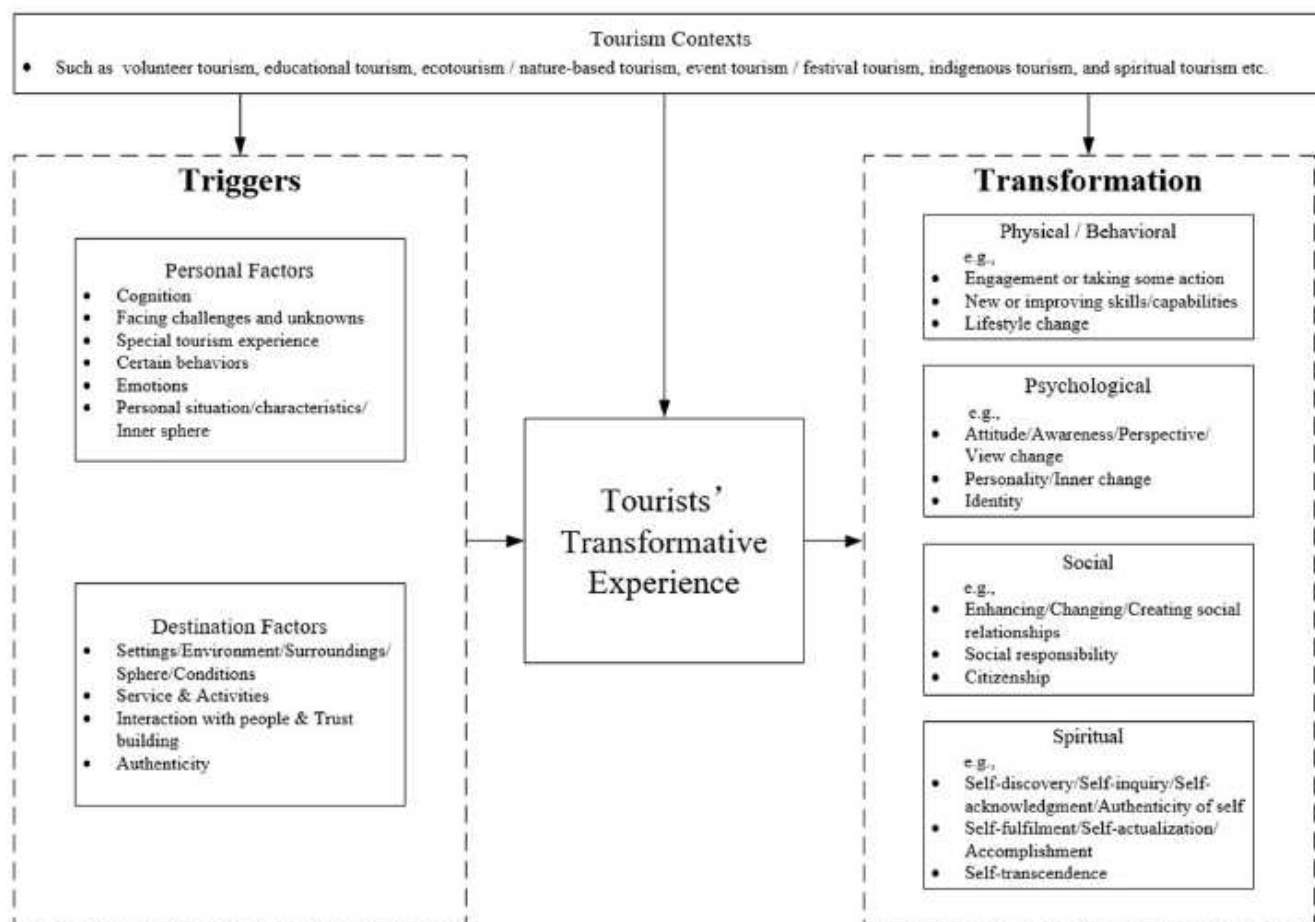 Tourism Contexts
• Such as volunteer tourism, educational tourism, ecotourism / nature-based tourism, event tourism / festival tourism, indigenous tourism, and spiritual tourism etc.
Triggers
Personal Factors
• Cognition
• Facing challenges and unknowns
• Special tourism experience
• Certain behaviors
• Emotions
• Personal situation/characteristics/
Inner sphere
Destination Factors
• Settings/Environment/Surroundings/
Sphere/Conditions
• Service & Activities
• Interaction with people & Trust
building
• Authenticity
Tourists’
Transformative
Experience
Transformation
Physical / Behavioral
e.g.,
• Engagement or taking some action
• New or improving skills/capabilities
• Lifestyle change
Psychological
e.g.,
• Attitude/Awareness/Perspective/
View change
• Personality/Inner change
• Identity
Social
e.g.,
• Enhancing/Changing/Creating social
relationships
• Social responsibility
• Citizenship
Spiritual
e.g.,
• Self-discovery/Self-inquiry/Self-
acknowledgment/Authenticity of self
• Self-fulfilment/Self-actualization/
Accomplishment
• Self-transcendence